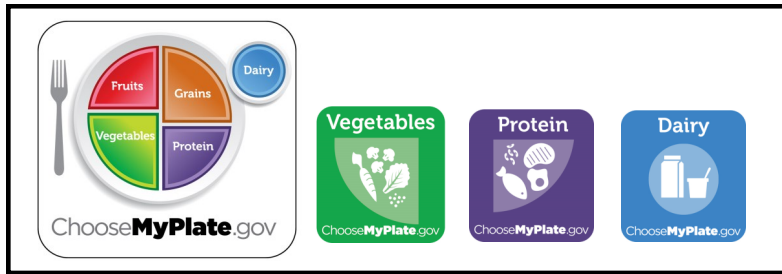 Fruits
Grains
Dairy
Vegetables
Protein
ChooseMyPlate.gov
Vegetables
ChooseMyPlate.gov
Protein
ChooseMyPlate.gov
Dairy
ChooseMyPlate.gov